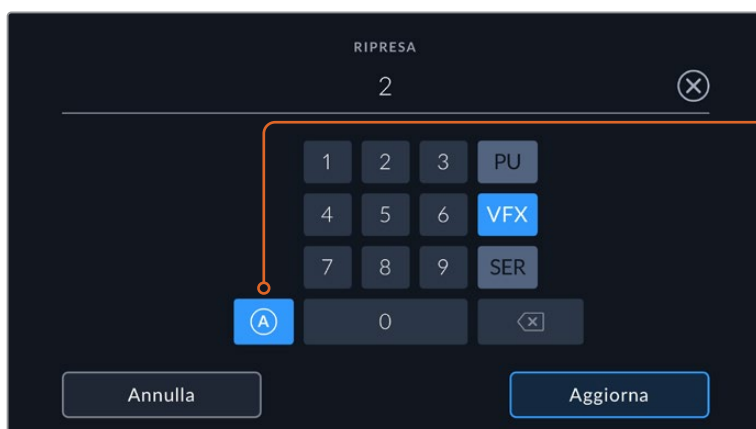 RIPRESA
2
1 2 3 PU
4 5 6 VFX
7 8 9 SER
A 0
Annulla Aggiorna